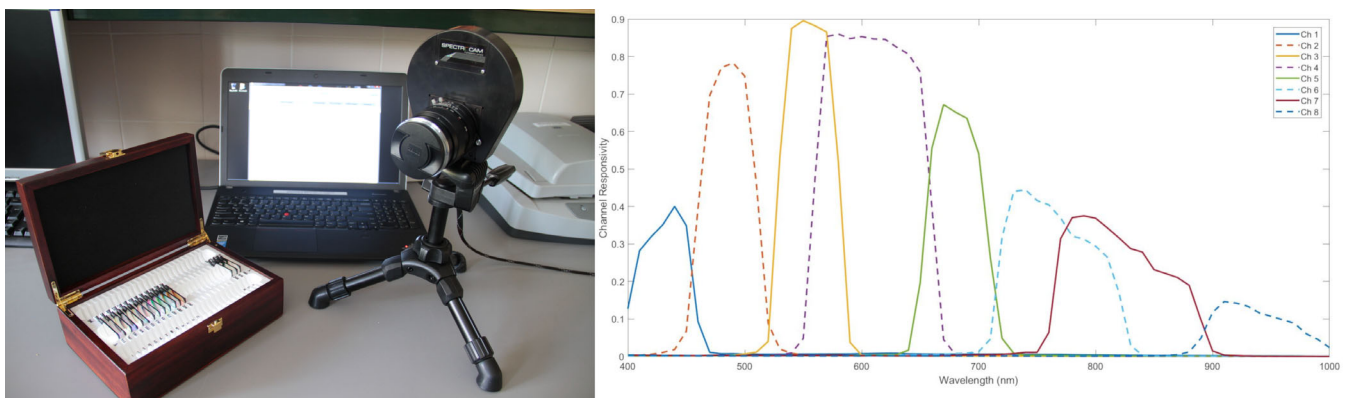 SPECTROCAM
0.9
0.8
0.7
0.6
0.5
0.4
0.3
0.2
0.1
0
Channel Responsivity
400
500
600
700
800
900
1000
Wavelength (nm)
Ch 1
Ch 2
Ch 3
Ch 4
Ch 5
Ch 6
Ch 7
Ch 8